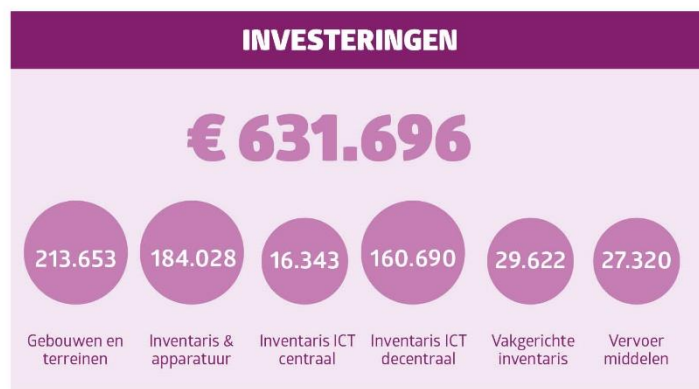 INVESTERINGEN
€ 631.696
213.653
184.028
16.343
160.690
29.622
27.320
Gebouwen en
terreinen
Inventaris &
apparatuur
Inventaris ICT
centraal
Inventaris ICT
decentraal
Vakgerichte
inventaris
Vervoer
middelen